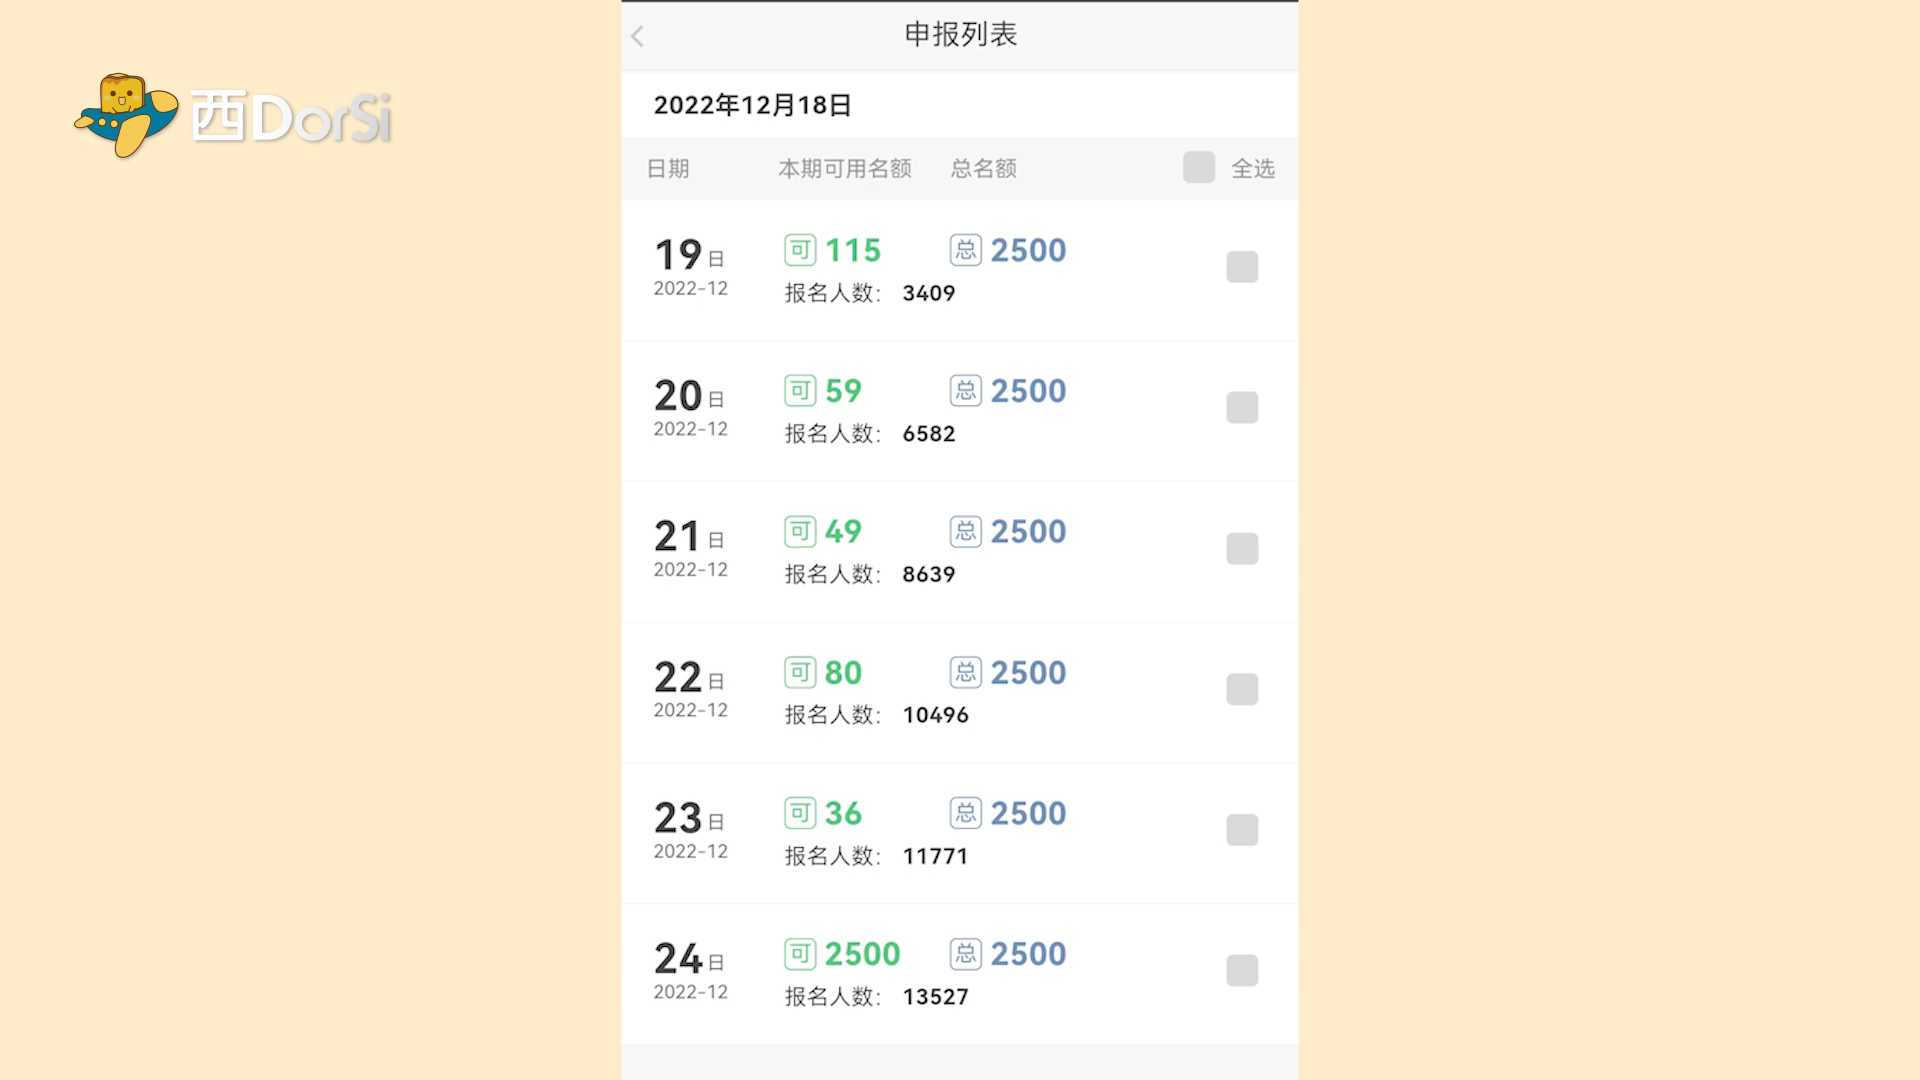 申报列表
西DorSi
2022年12月18日
日期 本期可用名额 总名额 全选
19日 可 115 总 2500
2022-12 报名人数： 3409
20日 可 59 总 2500
2022-12 报名人数： 6582
21日 可 49 总 2500
2022-12 报名人数： 8639
22日 可 80 总 2500
2022-12 报名人数： 10496
23日 可 36 总 2500
2022-12 报名人数： 11771
24日 可 2500 总 2500
2022-12 报名人数： 13527